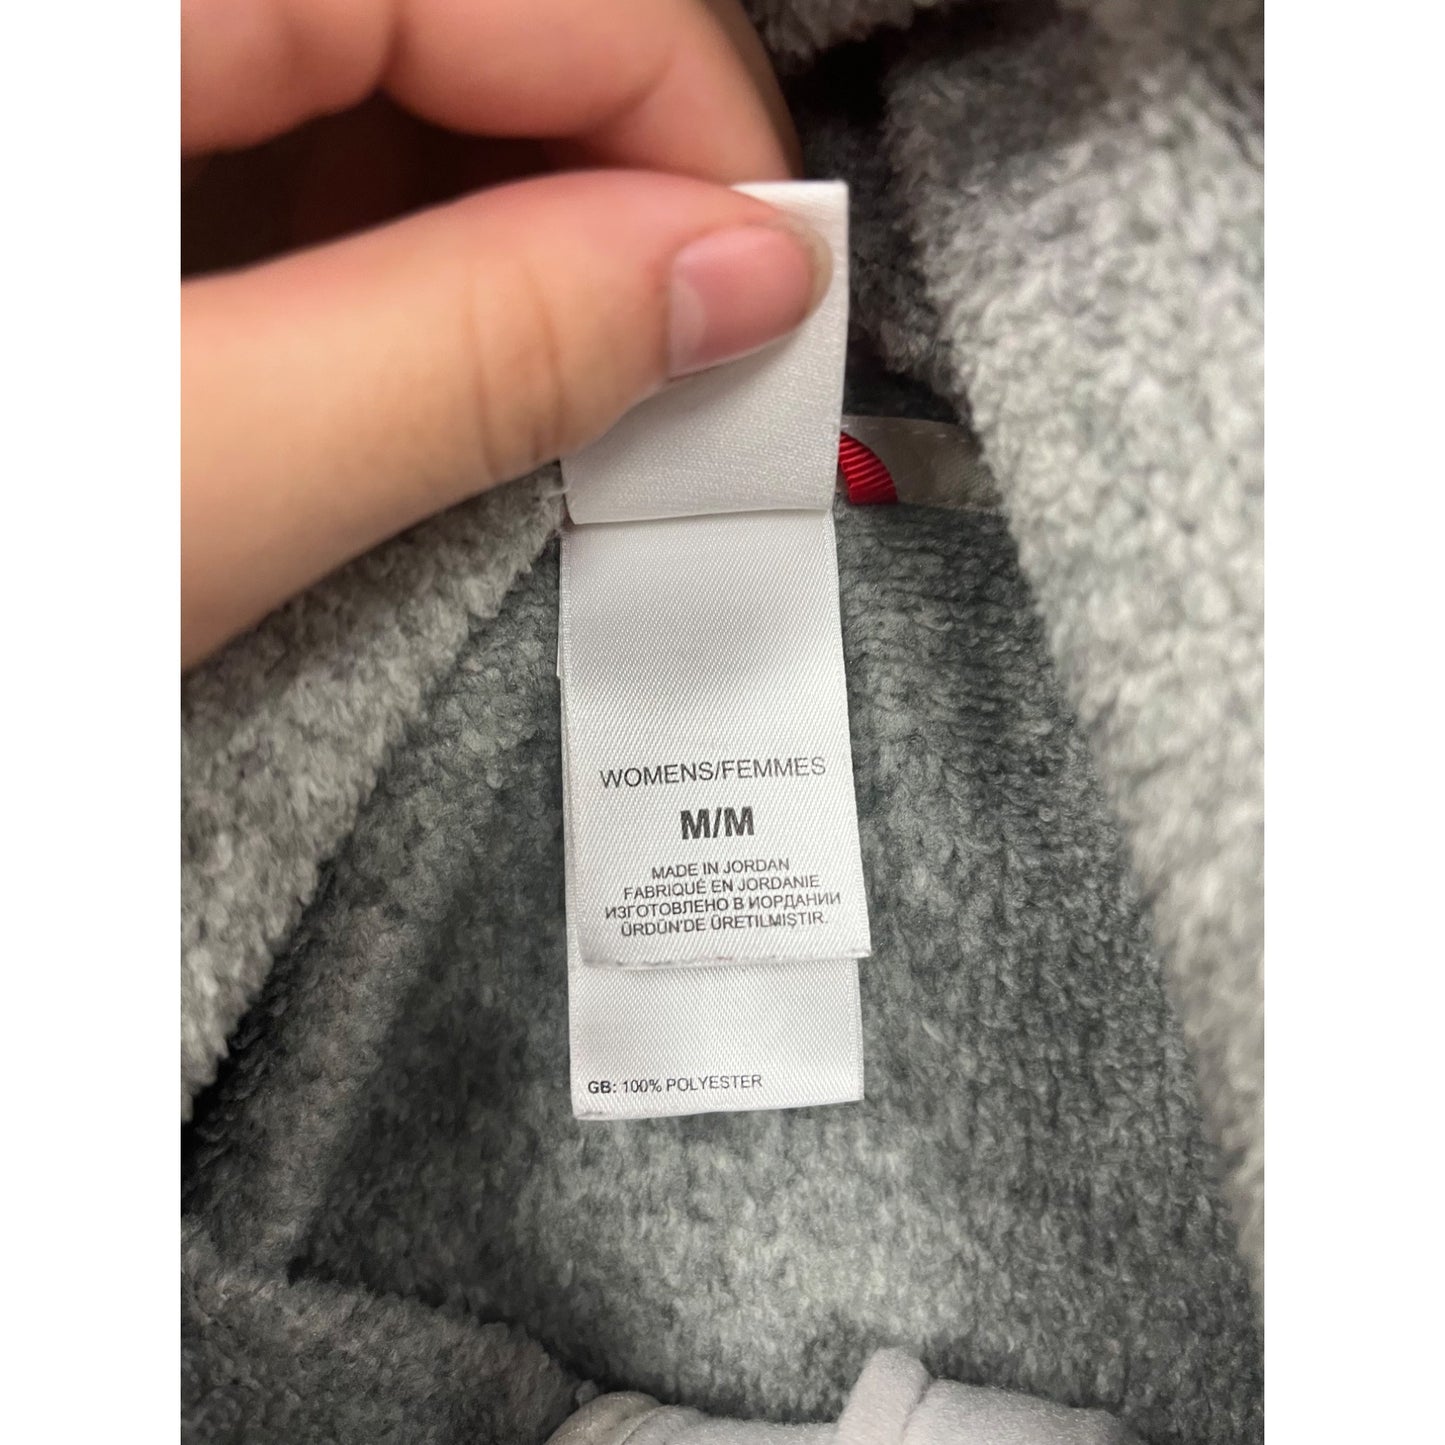 WOMENS/FEMMES
M/M
MADE IN JORDAN
FABRIQUÉ EN JORDANIE
ИЗГОТОВЛЕНО В ИОРДАНИИ
ÜRDÜN'DE ÜRETILMIŞTIR.
GB: 100% POLYESTER